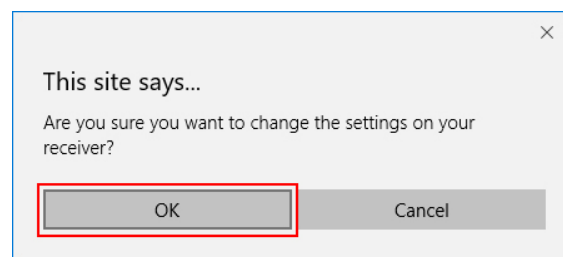 This site says...
Are you sure you want to change the settings on your
receiver?
OK
Cancel